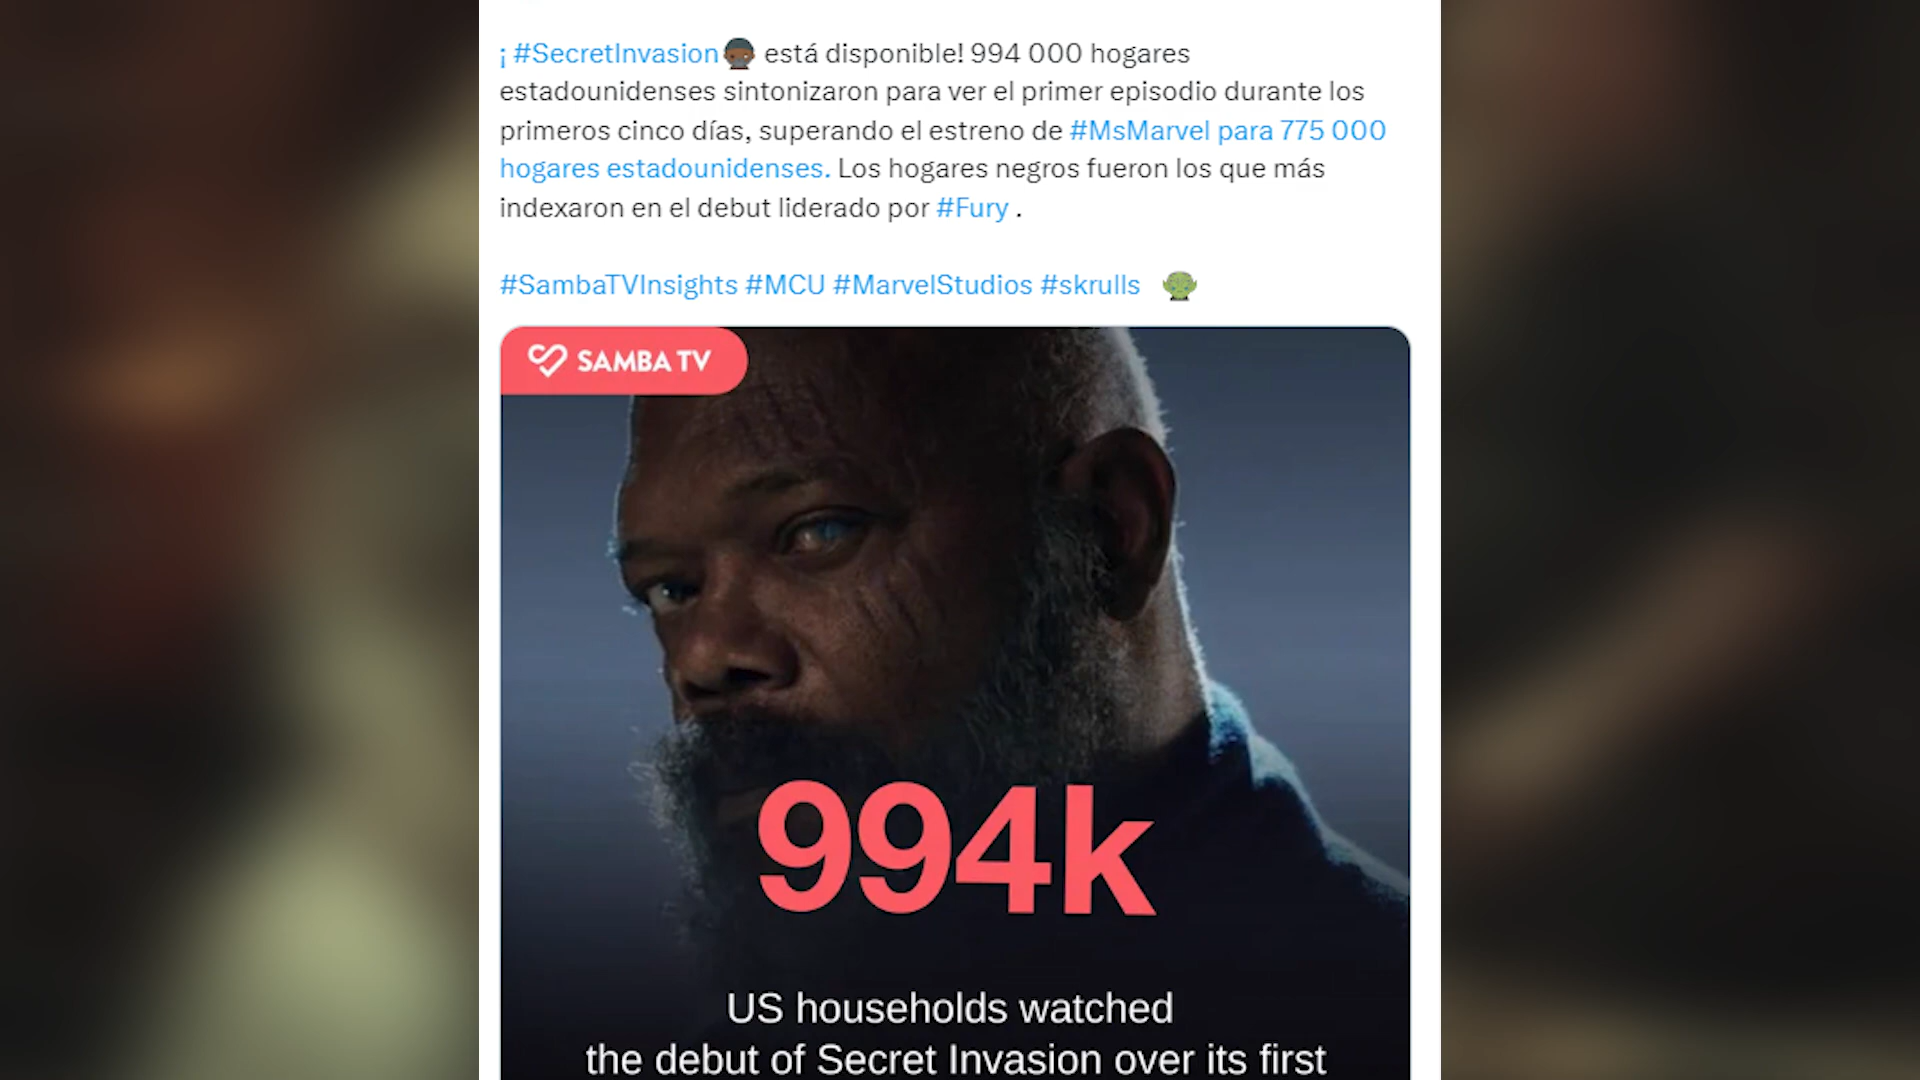 ¡ #SecretInvasion está disponible! 994 000 hogares
estadounidenses sintonizaron para ver el primer episodio durante los
primeros cinco días, superando el estreno de #MsMarvel para 775 000
hogares estadounidenses. Los hogares negros fueron los que más
indexaron en el debut liderado por #Fury .
#SambaTVInsights #MCU #MarvelStudios #skrulls
SAMBA TV
994k
US households watched
the debut of Secret Invasion over its first